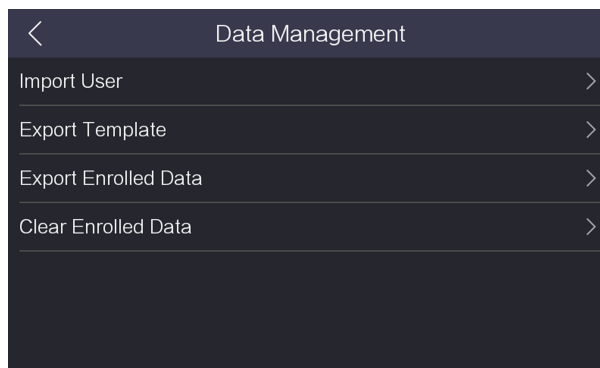 Data Management
Import User
Export Template
Export Enrolled Data
Clear Enrolled Data